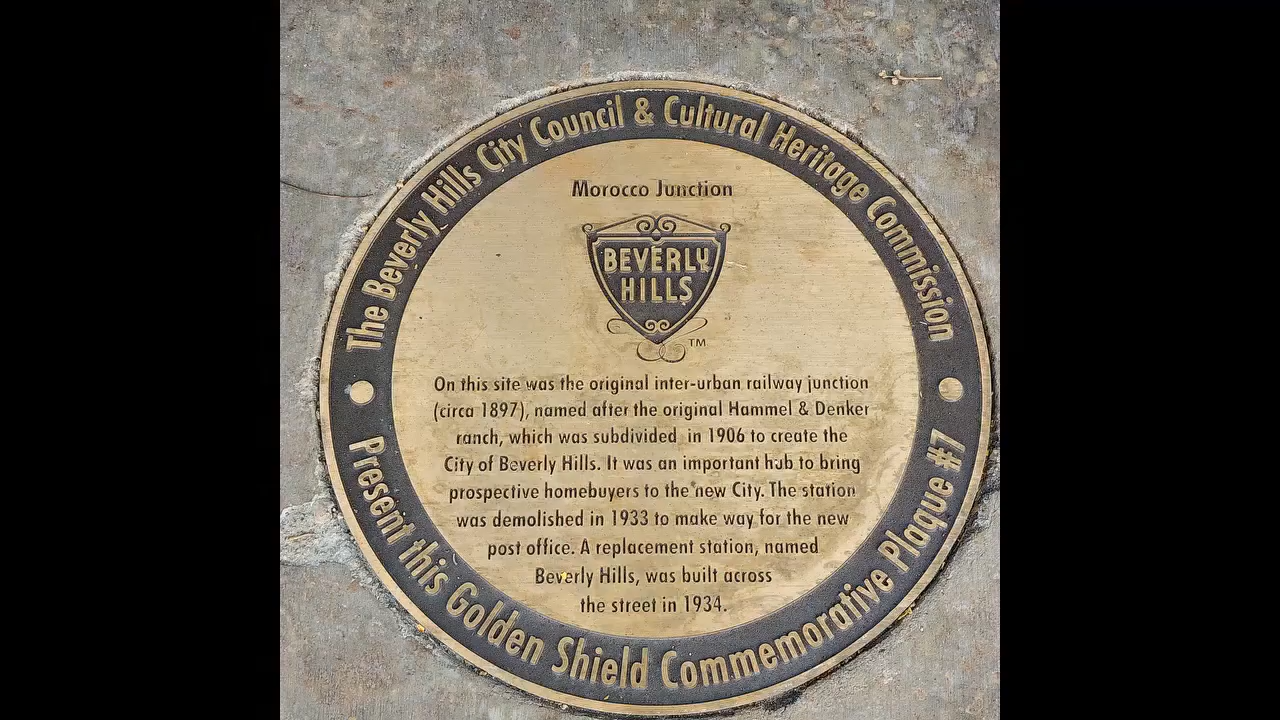 The Beverly Hills City Council & Cultural Heritage Commission
Morocco Junction
BEVERLY
HILLS
TM
On this site was the original inter-urban railway junction
(circa 1897), named after the original Hammel & Denker
ranch, which was subdivided in 1906 to create the
City of Beverly Hills. It was an important hub to bring
prospective homebuyers to the new City. The station
was demolished in 1933 to make way for the new
post office. A replacement station, named
Beverly Hills, was built across
the street in 1934.
Present this Golden Shield Commemorative Plaque #7